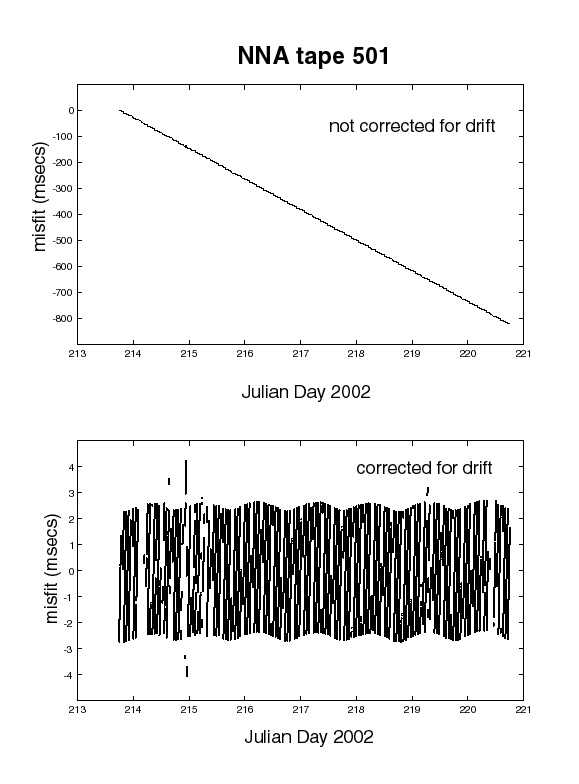 NNA tape 501
0
not corrected for drift
-100
-200
-300
-400
-500
-600
-700
-800
misfit (msecs)
213 214 215 216 217 218 219 220 221
Julian Day 2002
4
corrected for drift
3
2
1
0
-1
-2
-3
-4
misfit (msecs)
213 214 215 216 217 218 219 220 221
Julian Day 2002